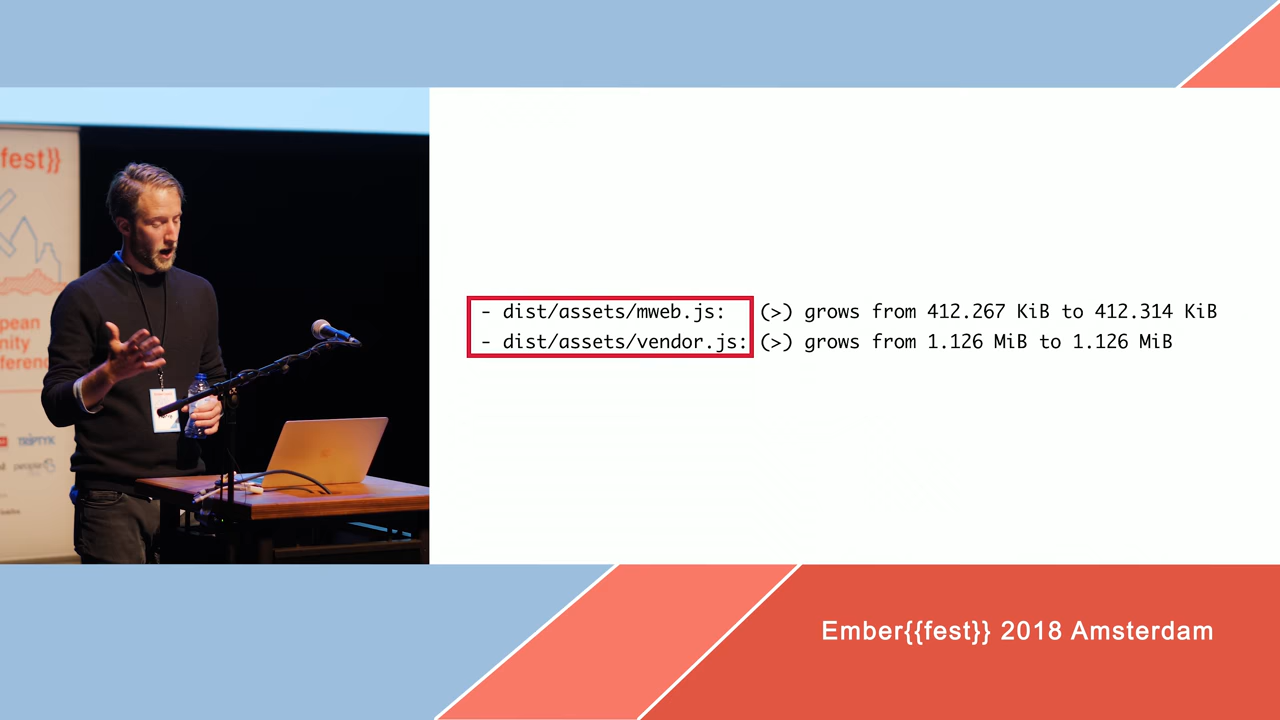 fest}}
pean
nity
ferenc
TRIPTYK
- dist/assets/mweb.js: (>) grows from 412.267 KiB to 412.314 KiB
- dist/assets/vendor.js: (>) grows from 1.126 MiB to 1.126 MiB
Ember{{fest}} 2018 Amsterdam